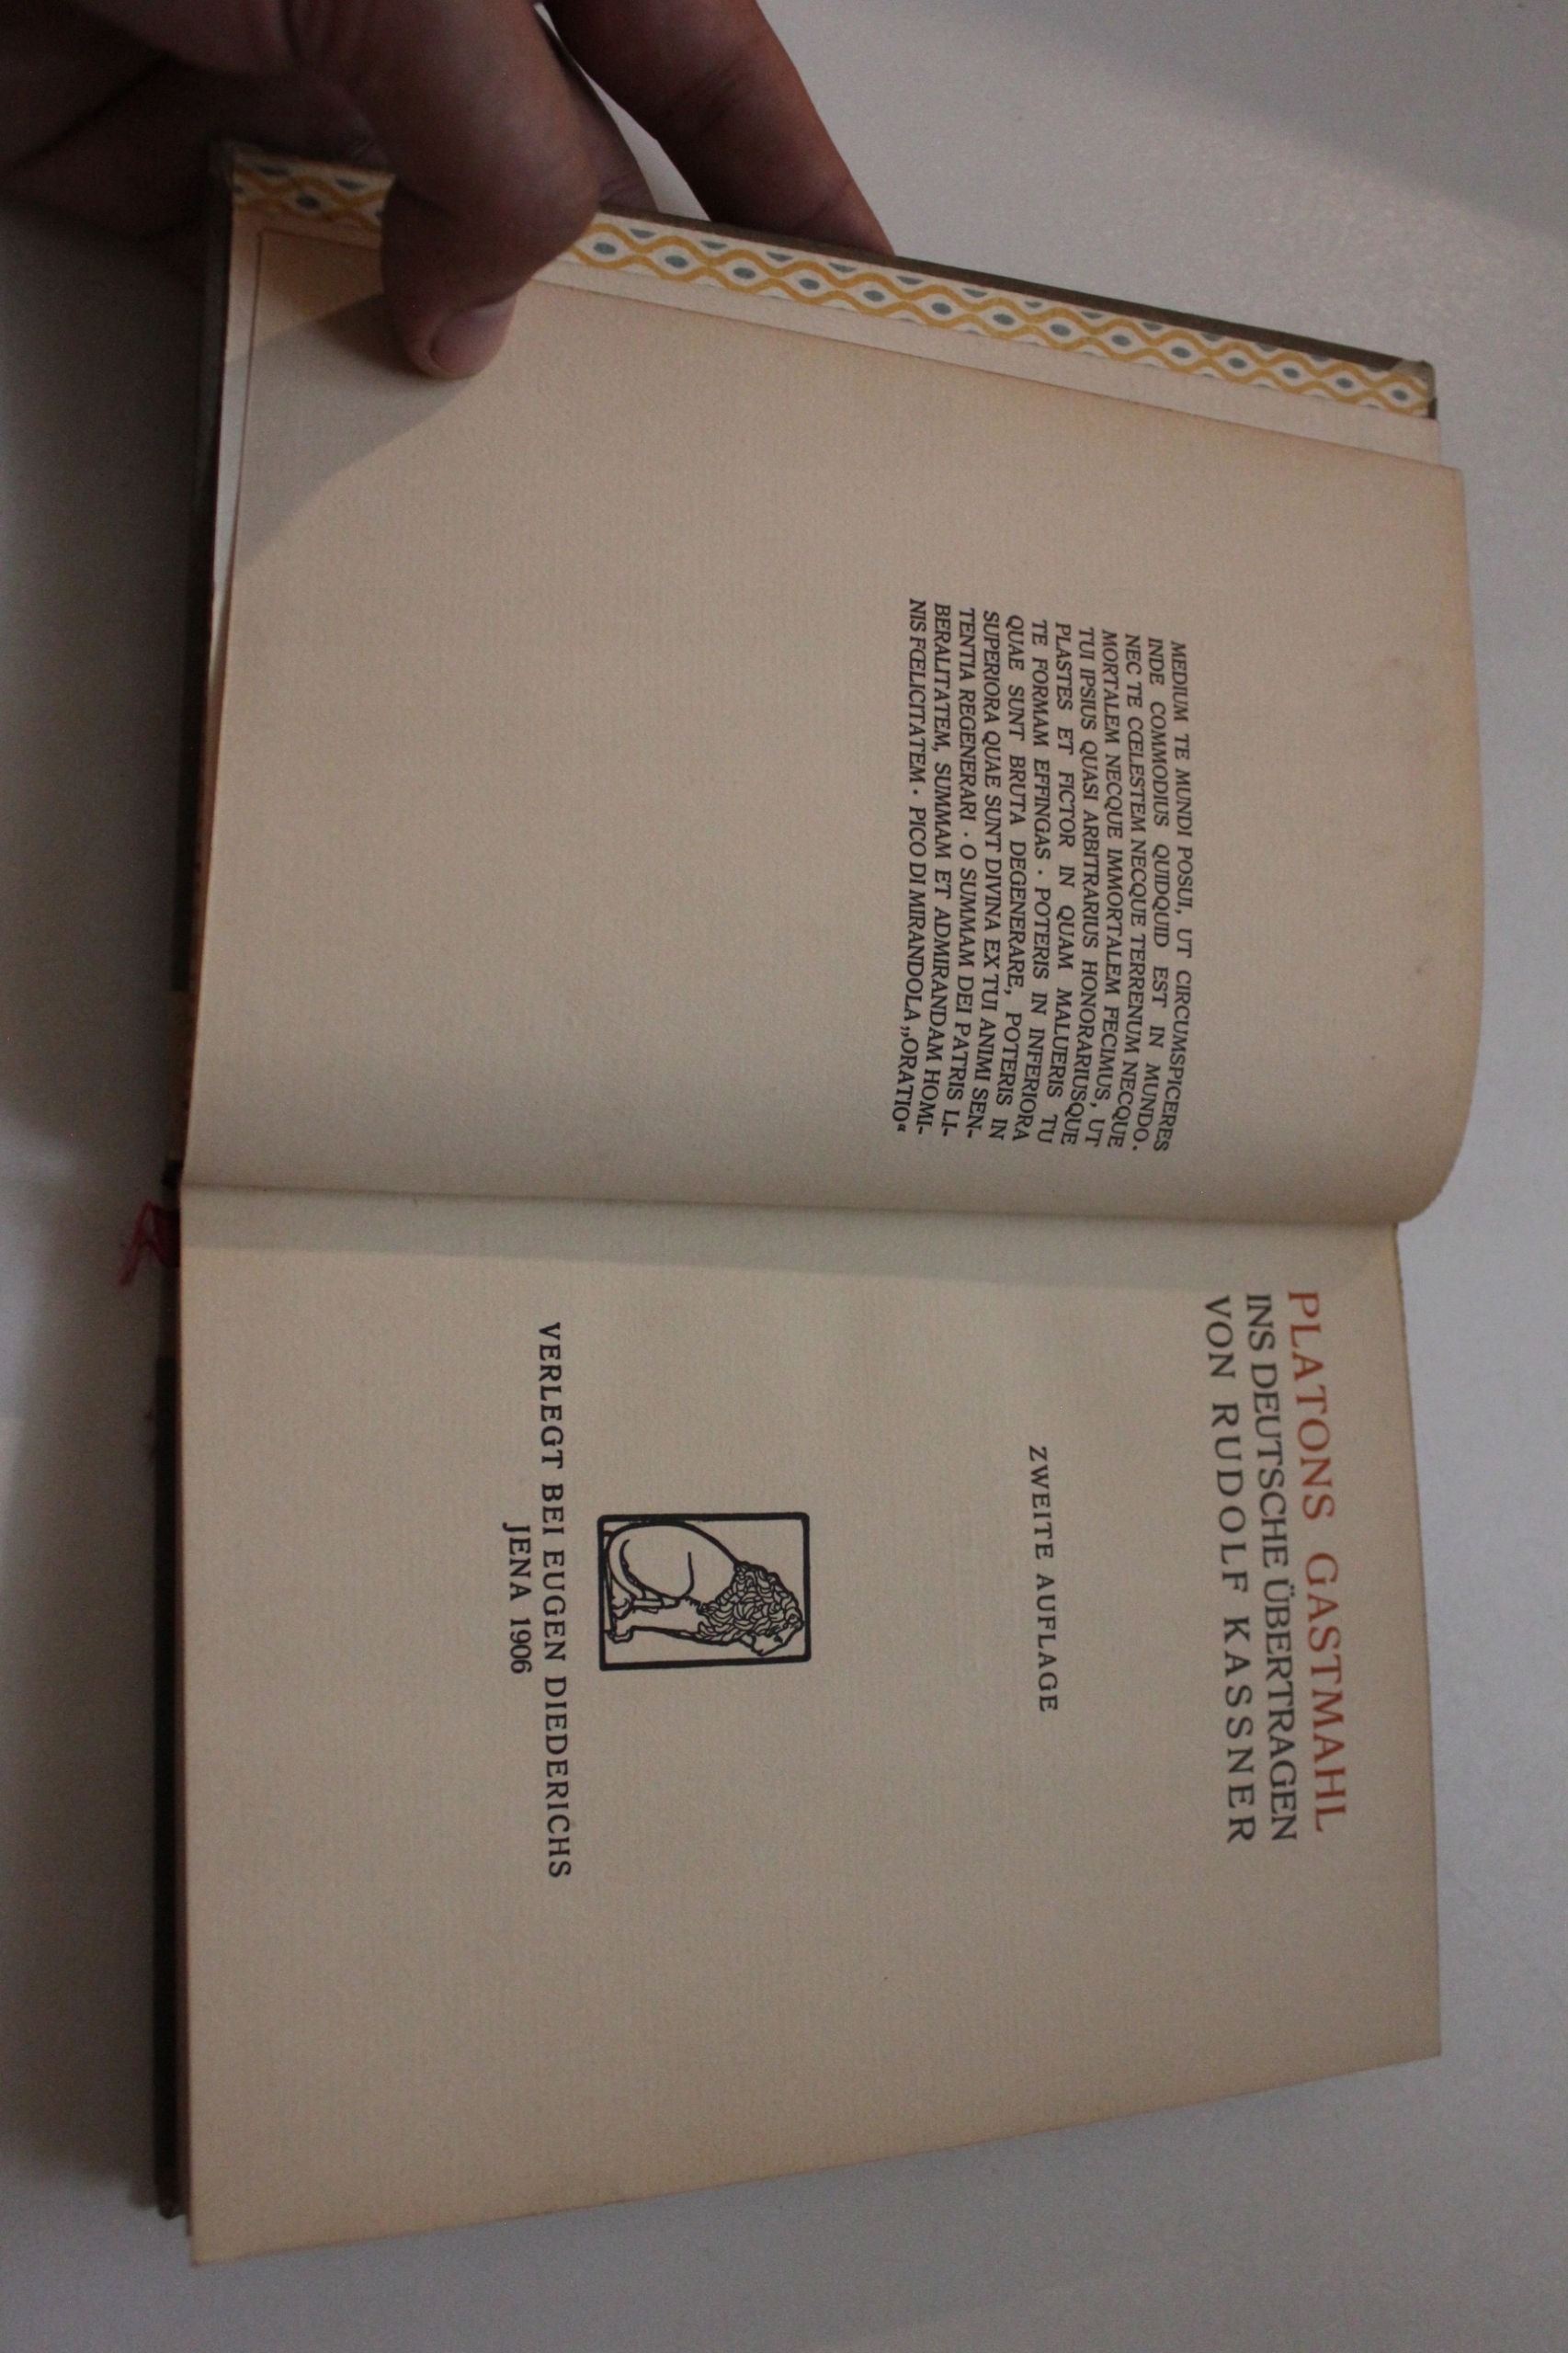 MEDIUM TE MUNDI POSUI, UT CIRCUMSPICERES
INDE COMMODIUS QUIDQUID EST IN MUNDO.
NEC TE CŒLESTEM NECQUE TERRENUM NECQUE
MORTALEM NECQUE IMMORTALEM FECIMUS, UT
TUI IPSIUS QUASI ARBITRARIUS HONORARIUSQUE
PLASTES ET FICTOR IN QUAM MALUERIS TU
TE FORMAM EFFINGAS · POTERIS IN INFERIORA
QUAE SUNT BRUTA DEGENERARE, POTERIS IN
SUPERIORA QUAE SUNT DIVINA EX TUI ANIMI SEN-
TENTIA REGENERARI · O SUMMAM DEI PATRIS LI-
BERALITATEM, SUMMAM ET ADMIRANDAM HOMI-
NIS FŒLICITATEM · PICO DI MIRANDOLA „ORATIO“
PLATONS GASTMAHL
INS DEUTSCHE ÜBERTRAGEN
VON RUDOLF KASSNER
ZWEITE AUFLAGE
VERLEGT BEI EUGEN DIEDERICHS
JENA 1906